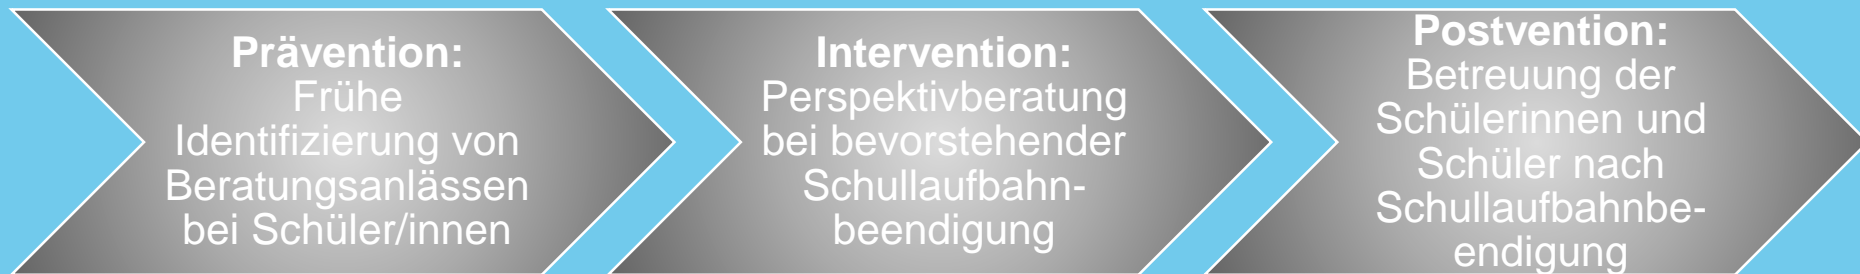 Prävention:
Frühe
Identifizierung von
Beratungsanlässen
bei Schüler/innen
Intervention:
Perspektivberatung
bei bevorstehender
Schullaufbahn-
beendigung
Postvention:
Betreuung der
Schülerinnen und
Schüler nach
Schullaufbahnbe-
endigung